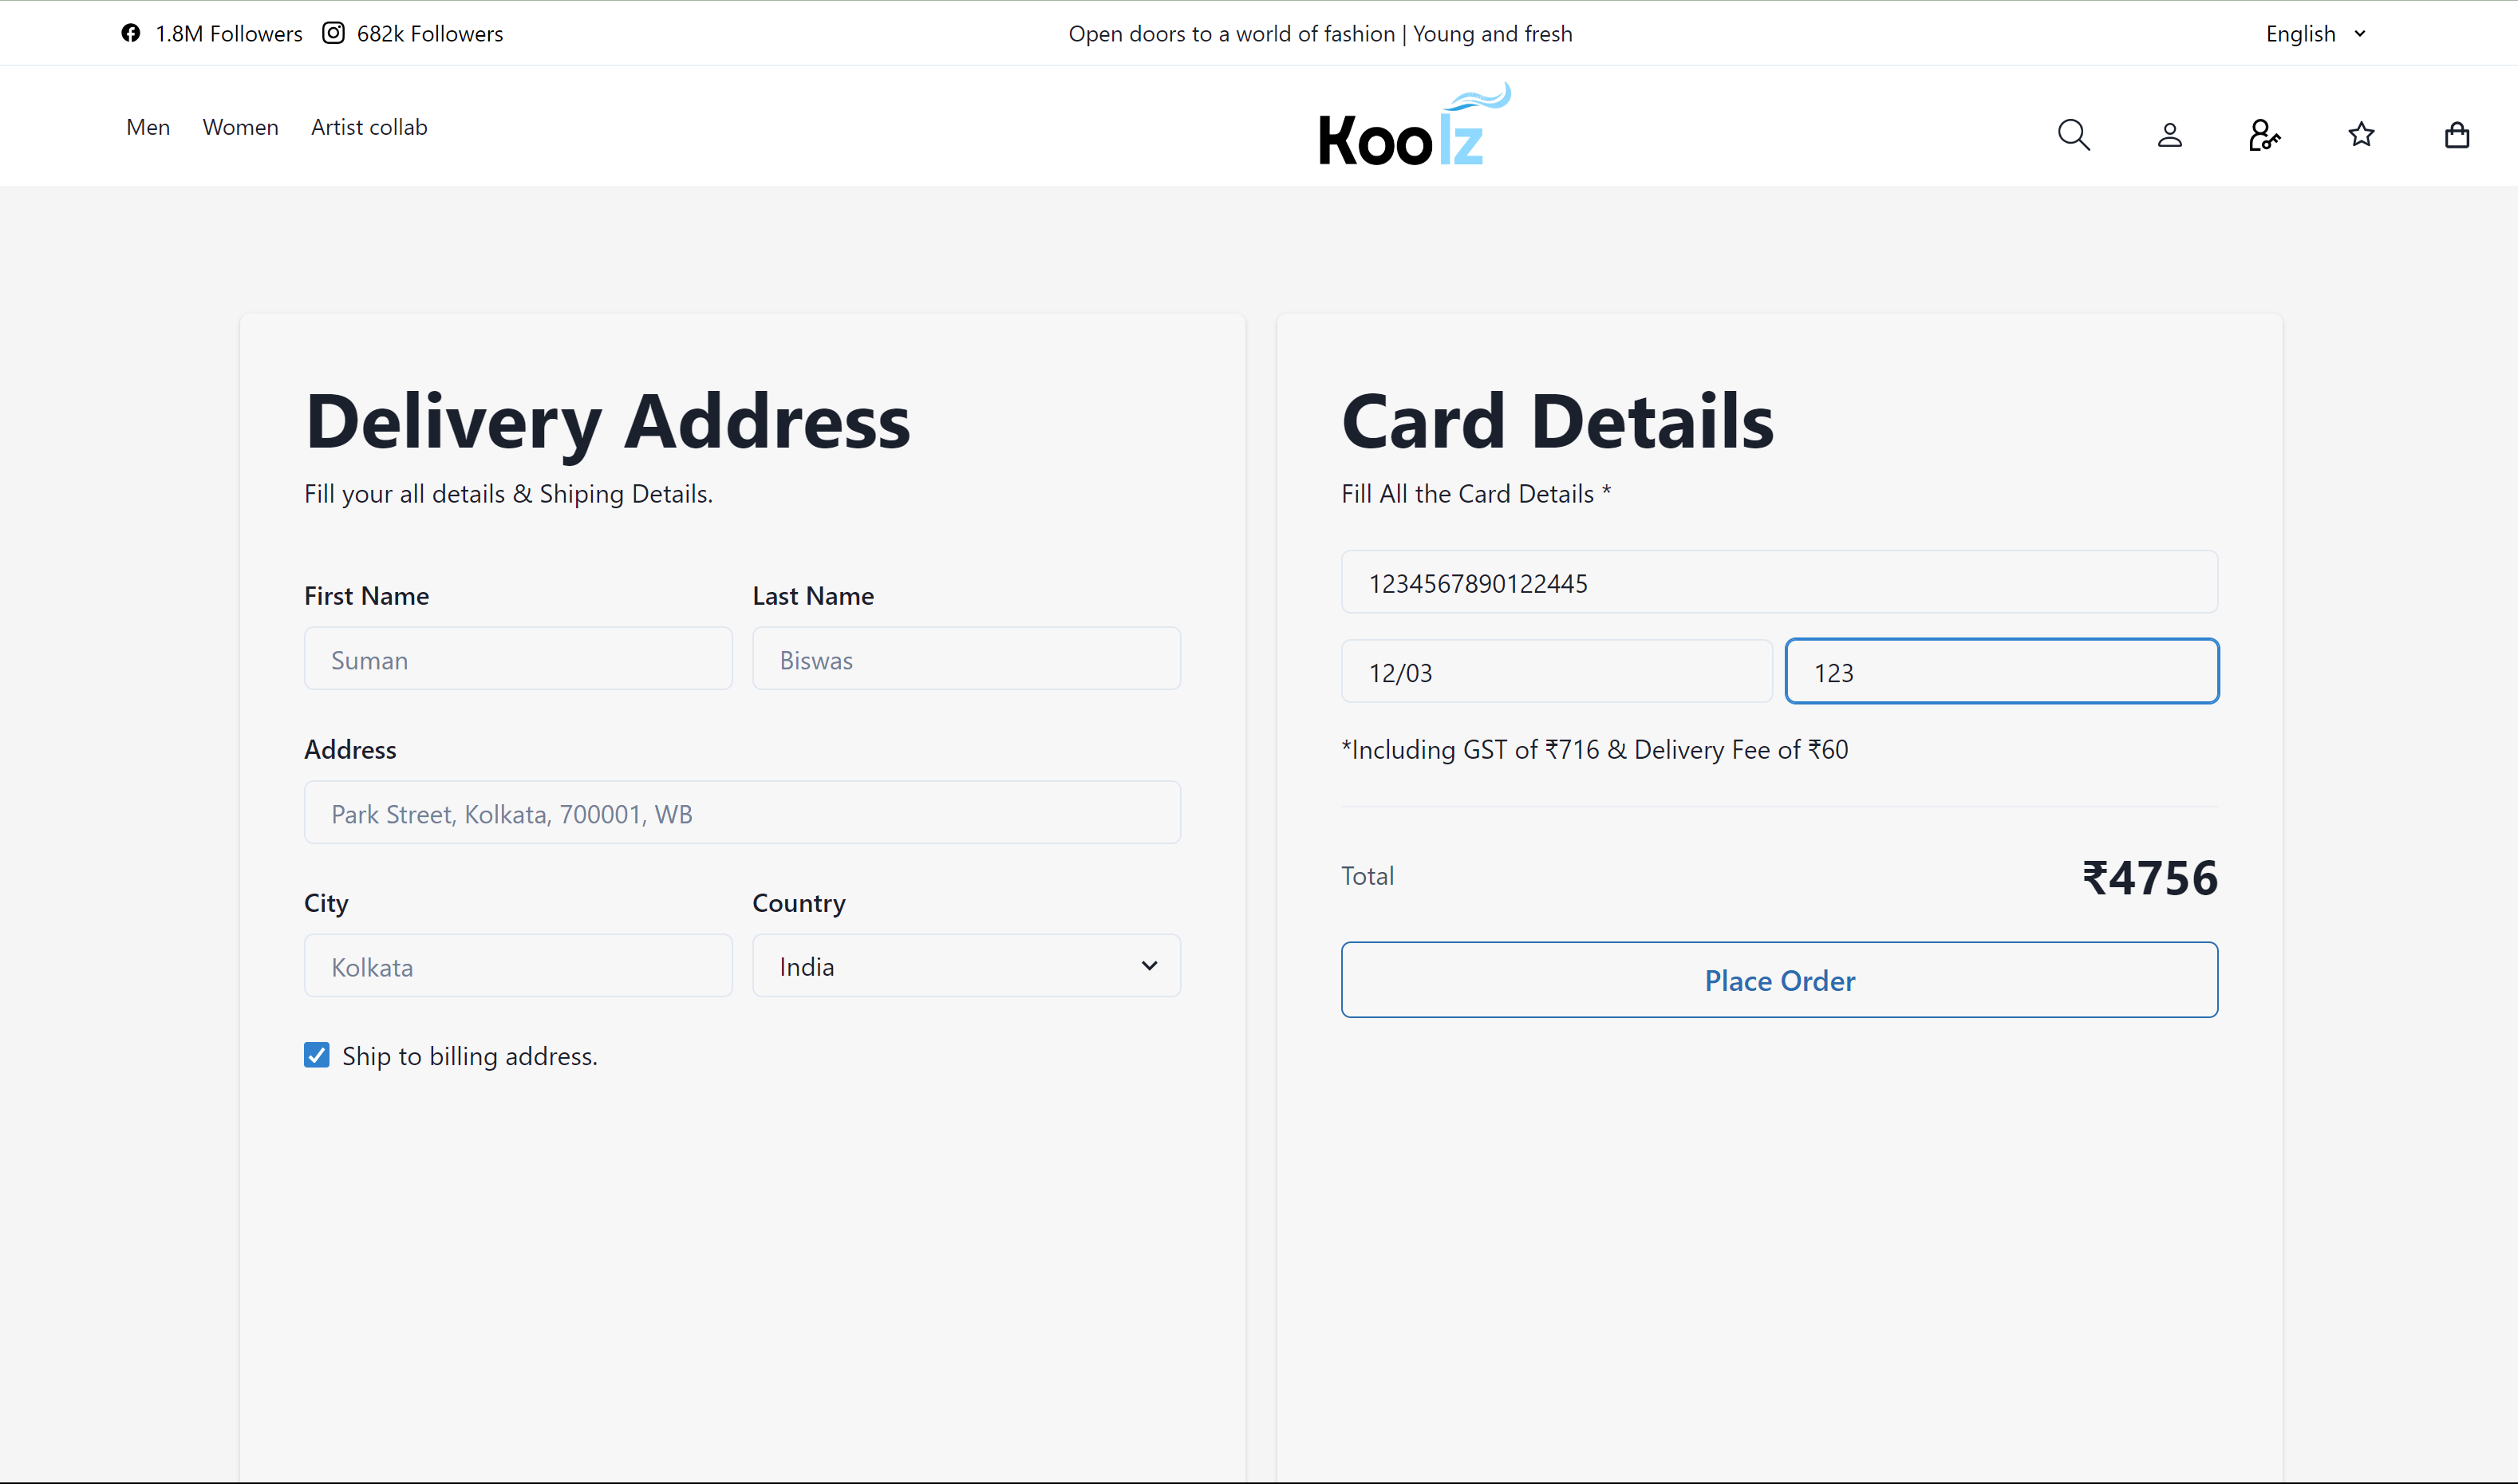 1.8M Followers 682k Followers
Open doors to a world of fashion | Young and fresh
English
Men Women Artist collab
Koolz
Delivery Address
Fill your all details & Shiping Details.
First Name Last Name
Suman Biswas
Address
Park Street, Kolkata, 700001, WB
City Country
Kolkata India
Ship to billing address.
Card Details
Fill All the Card Details *
1234567890122445
12/03 123
*Including GST of ₹716 & Delivery Fee of ₹60
Total ₹4756
Place Order